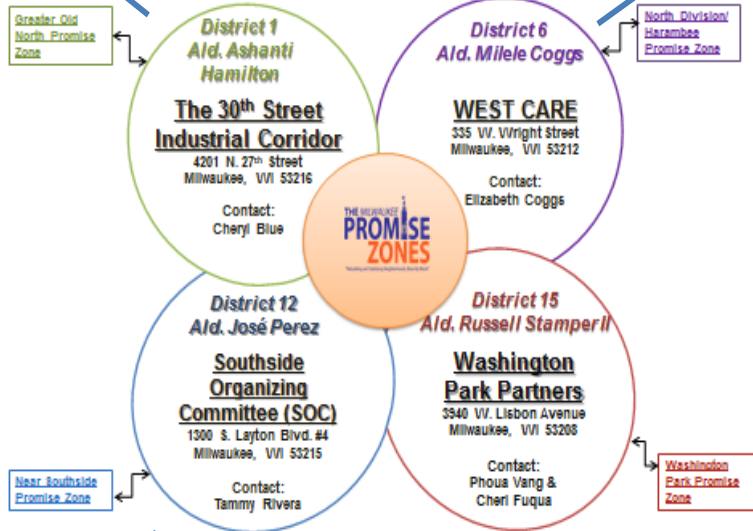 Greater Old
North Promise
Zone
District 1
Ald. Ashanti
Hamilton
The 30th Street
Industrial Corridor
4201 N. 27th Street
Milwaukee, WI 53216
Contact:
Cheryl Blue
North Division/
Harambee
Promise Zone
District 6
Ald. Milele Coggs
WEST CARE
335 W. Wright Street
Milwaukee, WI 53212
Contact:
Elizabeth Coggs
THE MILWAUKEE
PROMISE
ZONES
District 12
Ald. José Perez
Southside
Organizing
Committee (SOC)
1300 S. Layton Blvd. #4
Milwaukee, WI 53215
Contact:
Tammy Rivera
Near Southside
Promise Zone
District 15
Ald. Russell Stamper II
Washington
Park Partners
3940 W. Lisbon Avenue
Milwaukee, WI 53208
Contact:
Phoua Vang &
Cheri Fuqua
Washington
Park Promise
Zone